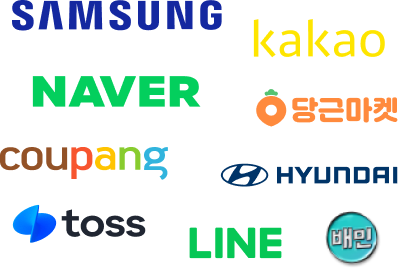 SAMSUNG
kakao
NAVER
당근마켓
coupang
HYUNDAI
toss
LINE
배민